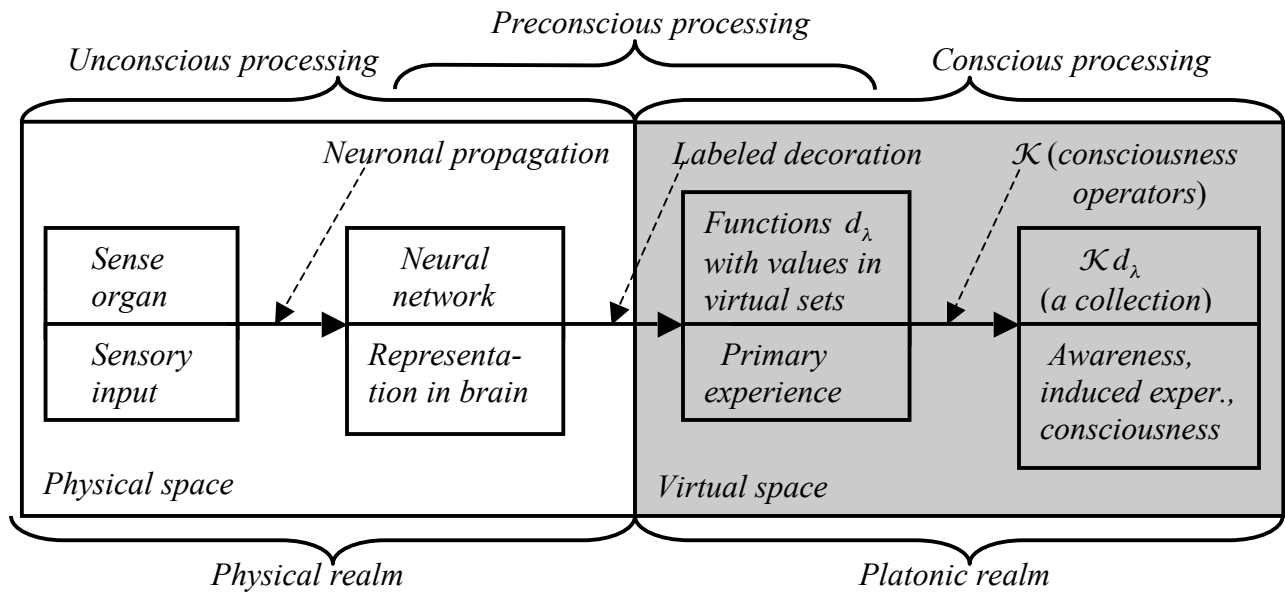 Preconscious processing
Unconscious processing
Conscious processing
Neuronal propagation
Labeled decoration
𝒦 (consciousness
operators)
Sense
organ
Sensory
input
Neural
network
Representa-
tion in brain
Functions d_λ
with values in
virtual sets
Primary
experience
𝒦 d_λ
(a collection)
Awareness,
induced exper.,
consciousness
Physical space
Virtual space
Physical realm
Platonic realm